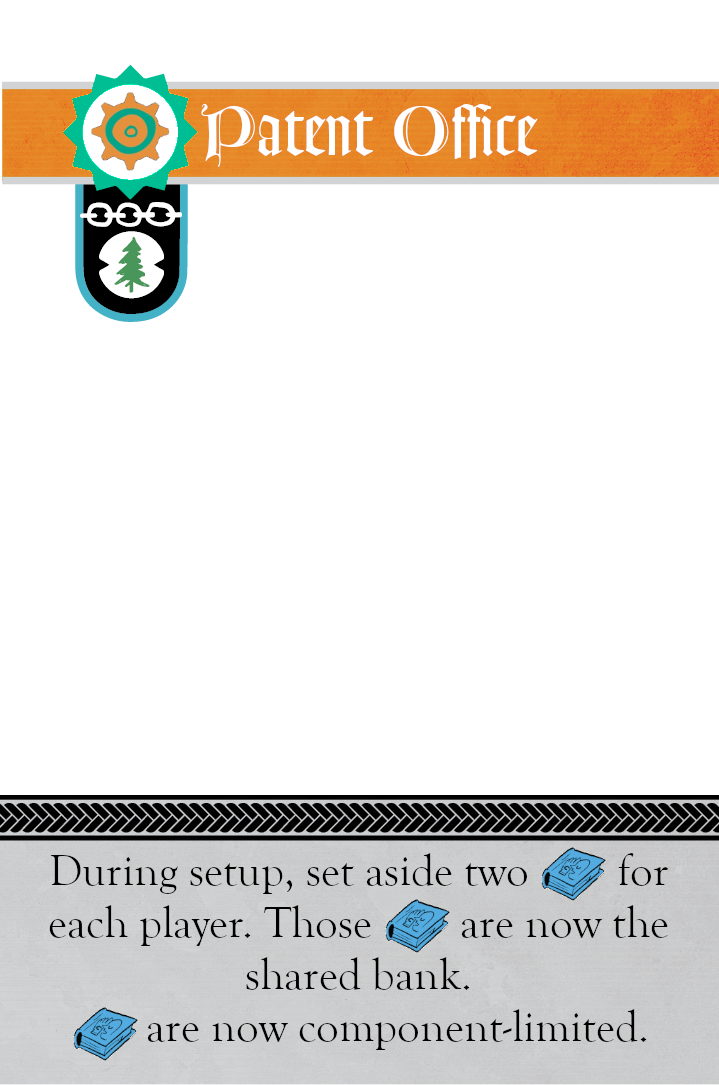 Patent Office
During setup, set aside two for
each player. Those are now the
shared bank.
are now component-limited.